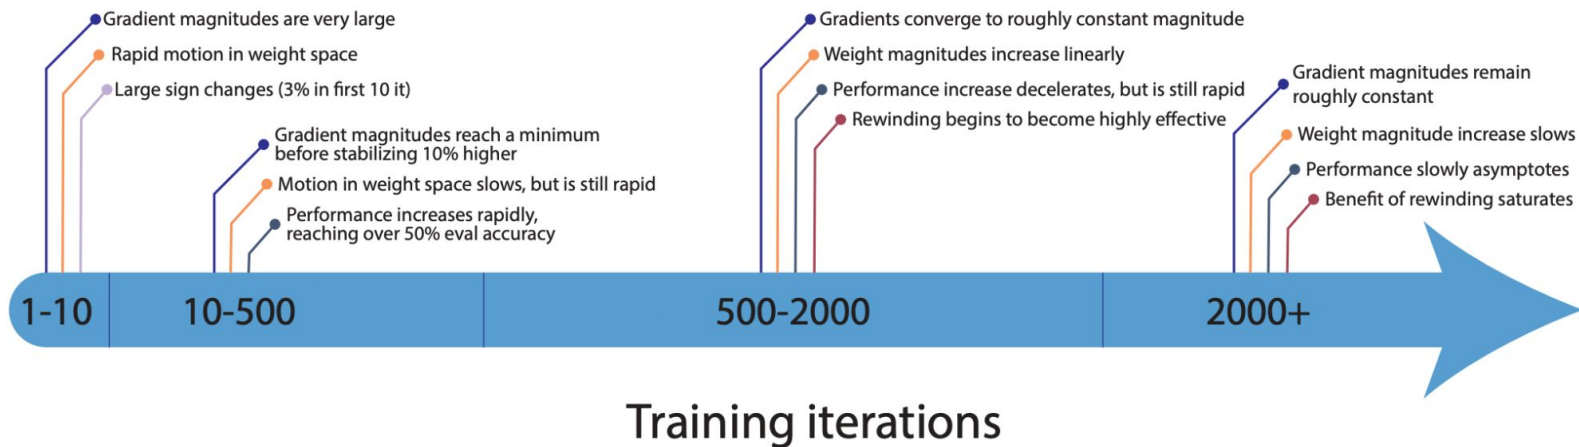 Gradient magnitudes are very large
Rapid motion in weight space
Large sign changes (3% in first 10 it)
Gradient magnitudes reach a minimum
before stabilizing 10% higher
Motion in weight space slows, but is still rapid
Performance increases rapidly,
reaching over 50% eval accuracy
Gradients converge to roughly constant magnitude
Weight magnitudes increase linearly
Performance increase decelerates, but is still rapid
Rewinding begins to become highly effective
Gradient magnitudes remain
roughly constant
Weight magnitude increase slows
Performance slowly asymptotes
Benefit of rewinding saturates
1-10
10-500
500-2000
2000+
Training iterations